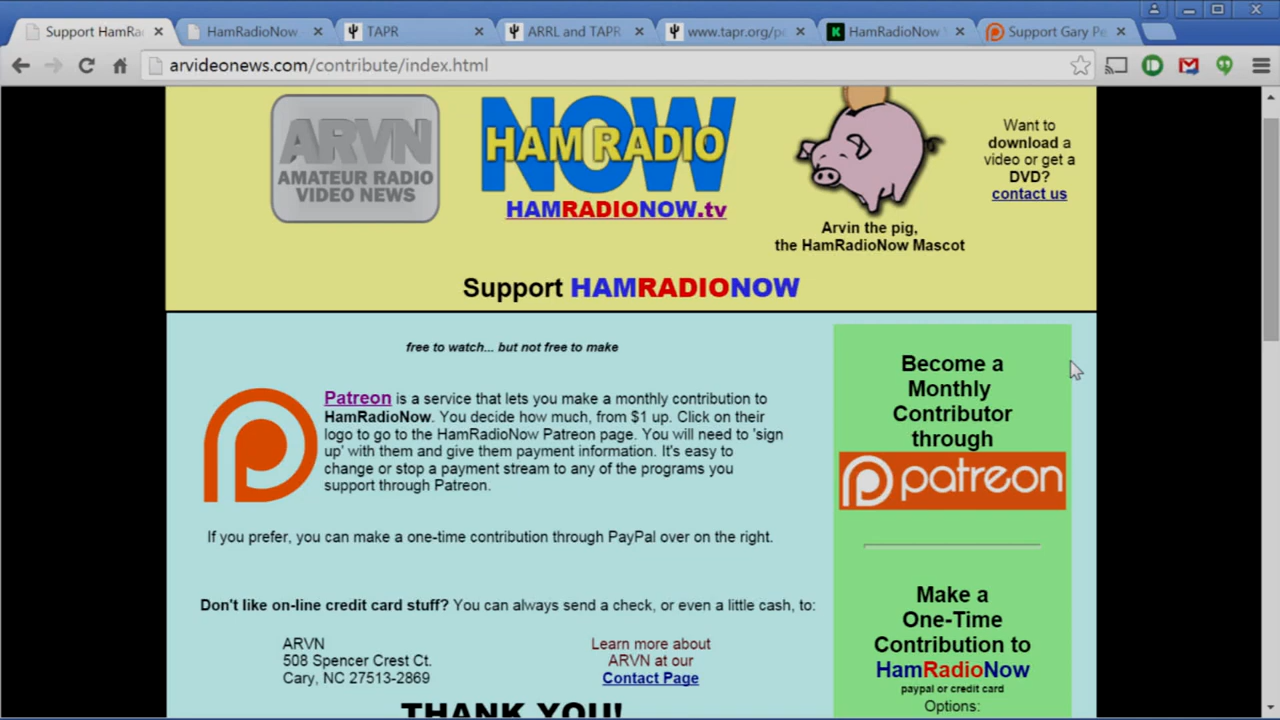 Support HamRa
HamRadioNow
TAPR
ARRL and TAPR
www.tapr.org/p
HamRadioNow
Support Gary Pe
arvideonews.com/contribute/index.html
ARVN
AMATEUR RADIO
VIDEO NEWS
NOW
HAM RADIO
HAMRADIONOW.tv
Arvin the pig,
the HamRadioNow Mascot
Want to
download a
video or get a
DVD?
contact us
Support HAMRADIONOW
free to watch... but not free to make
Patreon is a service that lets you make a monthly contribution to
HamRadioNow. You decide how much, from $1 up. Click on their
logo to go to the HamRadioNow Patreon page. You will need to 'sign
up' with them and give them payment information. It's easy to
change or stop a payment stream to any of the programs you
support through Patreon.
If you prefer, you can make a one-time contribution through PayPal over on the right.
Don't like on-line credit card stuff? You can always send a check, or even a little cash, to:
ARVN
508 Spencer Crest Ct.
Cary, NC 27513-2869
Learn more about
ARVN at our
Contact Page
THANK YOU!
Become a
Monthly
Contributor
through
patreon
Make a
One-Time
Contribution to
HamRadioNow
paypal or credit card
Options: